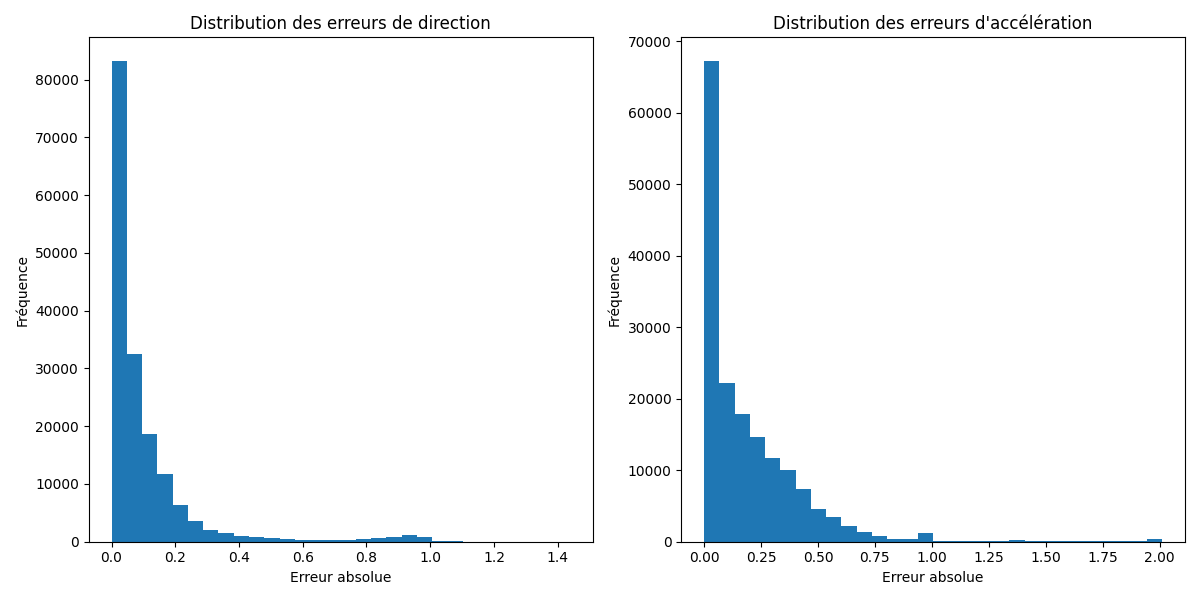 Distribution des erreurs de direction
Fréquence
80000
70000
60000
50000
40000
30000
20000
10000
0
0.0 0.2 0.4 0.6 0.8 1.0 1.2 1.4
Erreur absolue
Distribution des erreurs d'accélération
Fréquence
70000
60000
50000
40000
30000
20000
10000
0
0.00 0.25 0.50 0.75 1.00 1.25 1.50 1.75 2.00
Erreur absolue